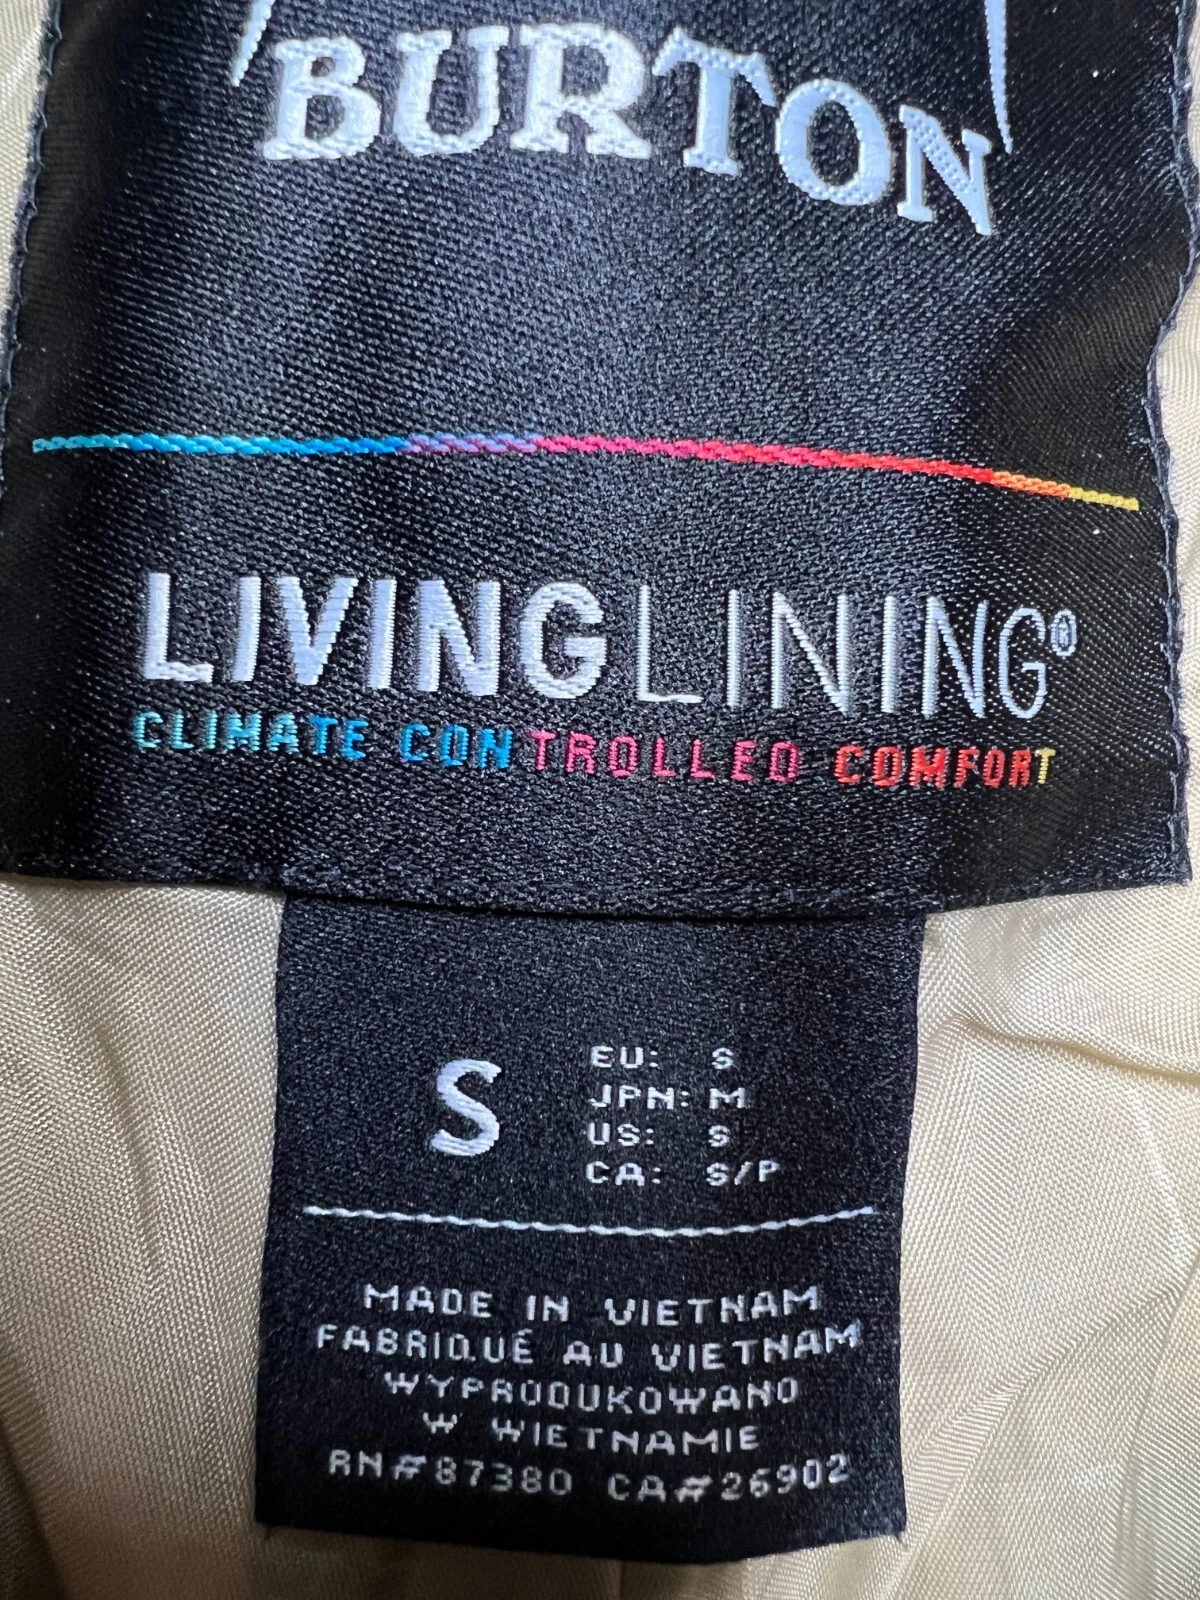 BURTON
LIVINGLINING®
CLIMATE CONTROLLED COMFORT
S
EU: S
JPN: M
US: S
CA: S/P
MADE IN VIETNAM
FABRIQUÉ AU VIETNAM
WYPRODUKOWANO
W WIETNAMIE
RN#87380 CA#26902